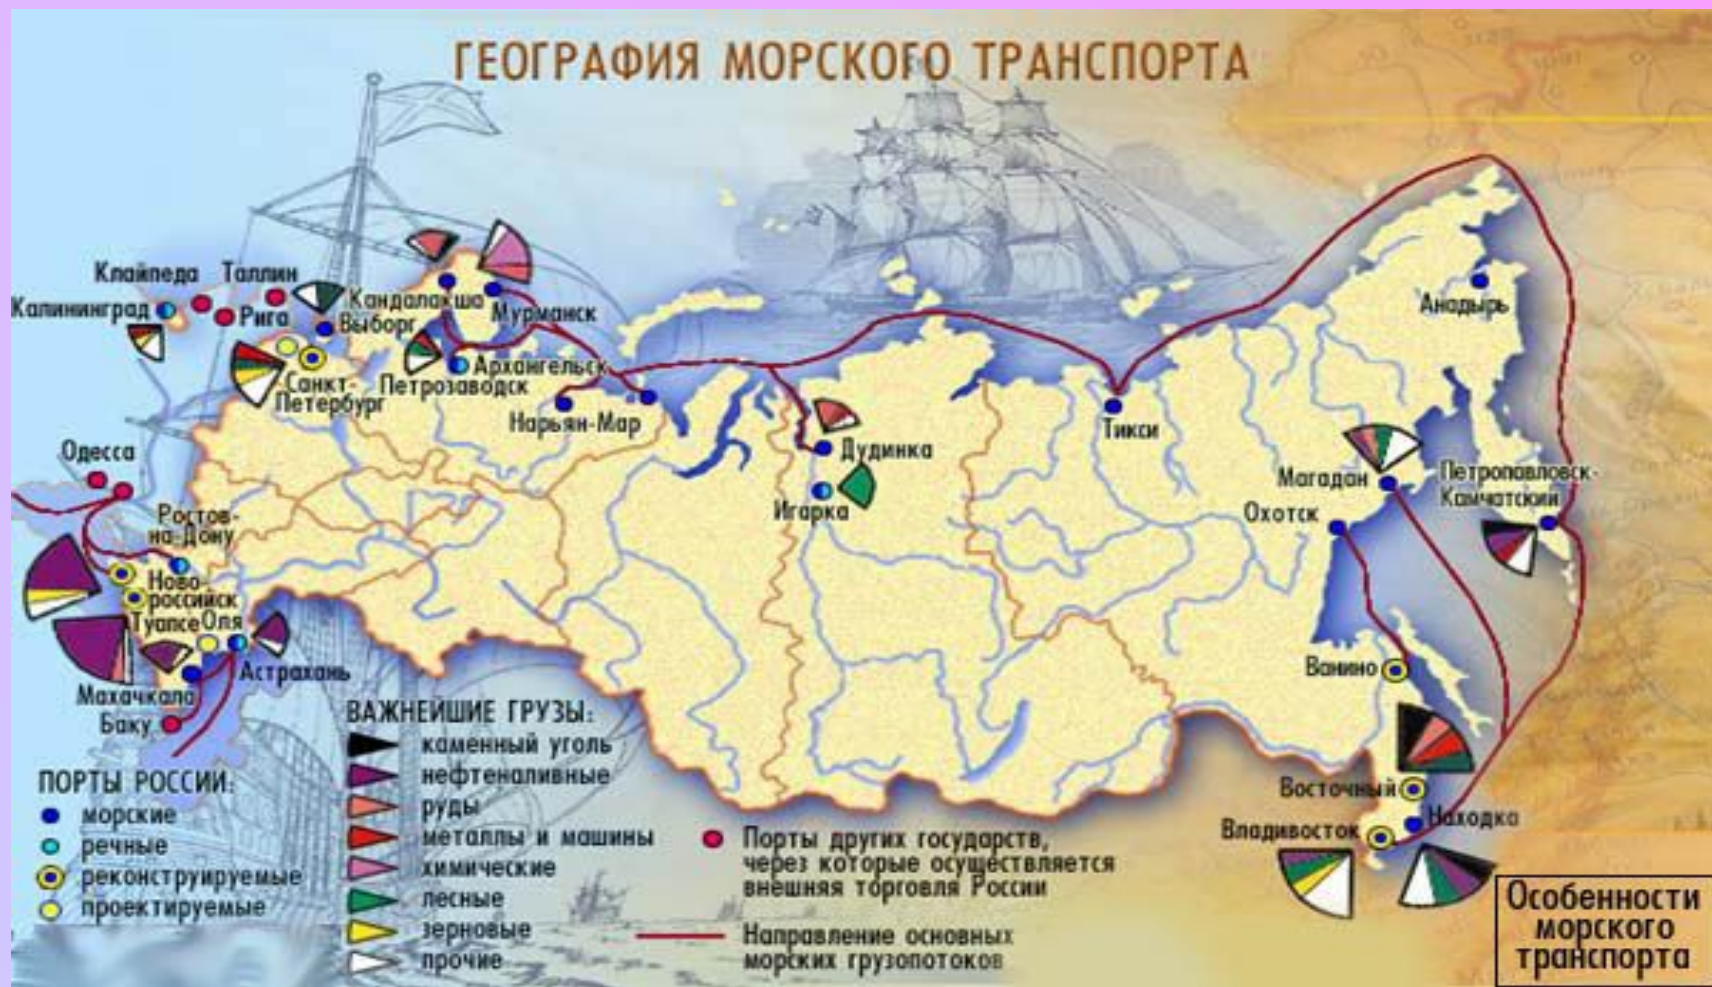 ГЕОГРАФИЯ МОРСКОГО ТРАНСПОРТА
Клайпеда
Таллин
Калининград
Рига
Выборг
Кандалакша
Мурманск
Санкт-
Петербург
Петрозаводск
Архангельск
Нарьян-Мар
Дудинка
Игарка
Тикси
Анадырь
Магадан
Охотск
Петропавловск-
Камчатский
Одесса
Ростов-
на-Дону
Ново-
российск
Туапсе
Оля
Астрахань
Махачкала
Баку
Ванино
Восточный
Находка
Владивосток
ПОРТЫ РОССИИ:
морские
речные
реконструируемые
проектируемые
ВАЖНЕЙШИЕ ГРУЗЫ:
каменный уголь
нефтеналивные
руды
металлы и машины
химические
лесные
зерновые
прочие
Порты других государств,
через которые осуществляется
внешняя торговля России
Направление основных
морских грузопотоков
Особенности
морского
транспорта